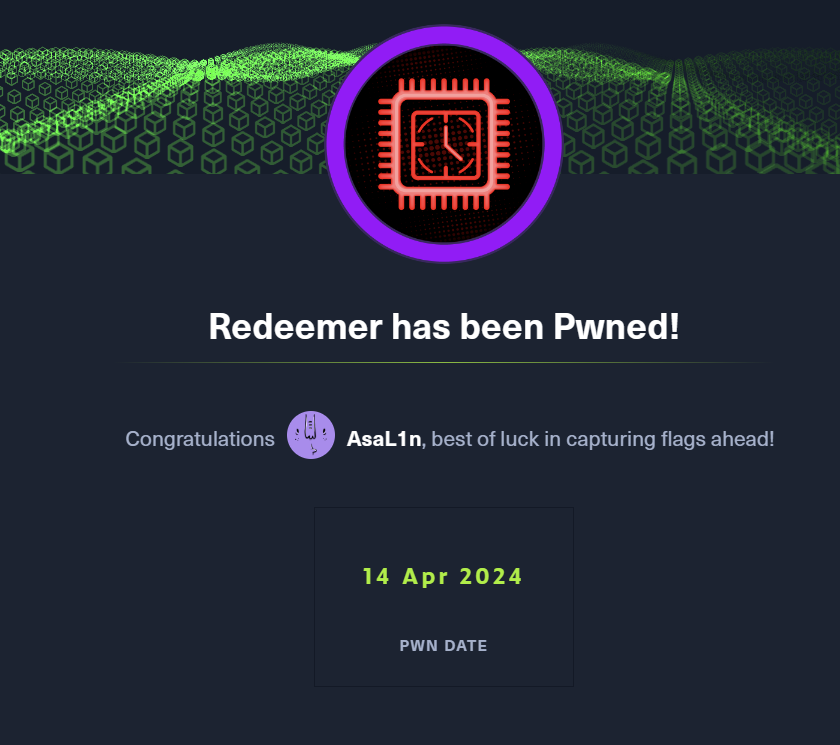 Redeemer has been Pwned!
Congratulations AsaL1n, best of luck in capturing flags ahead!
14 Apr 2024
PWN DATE